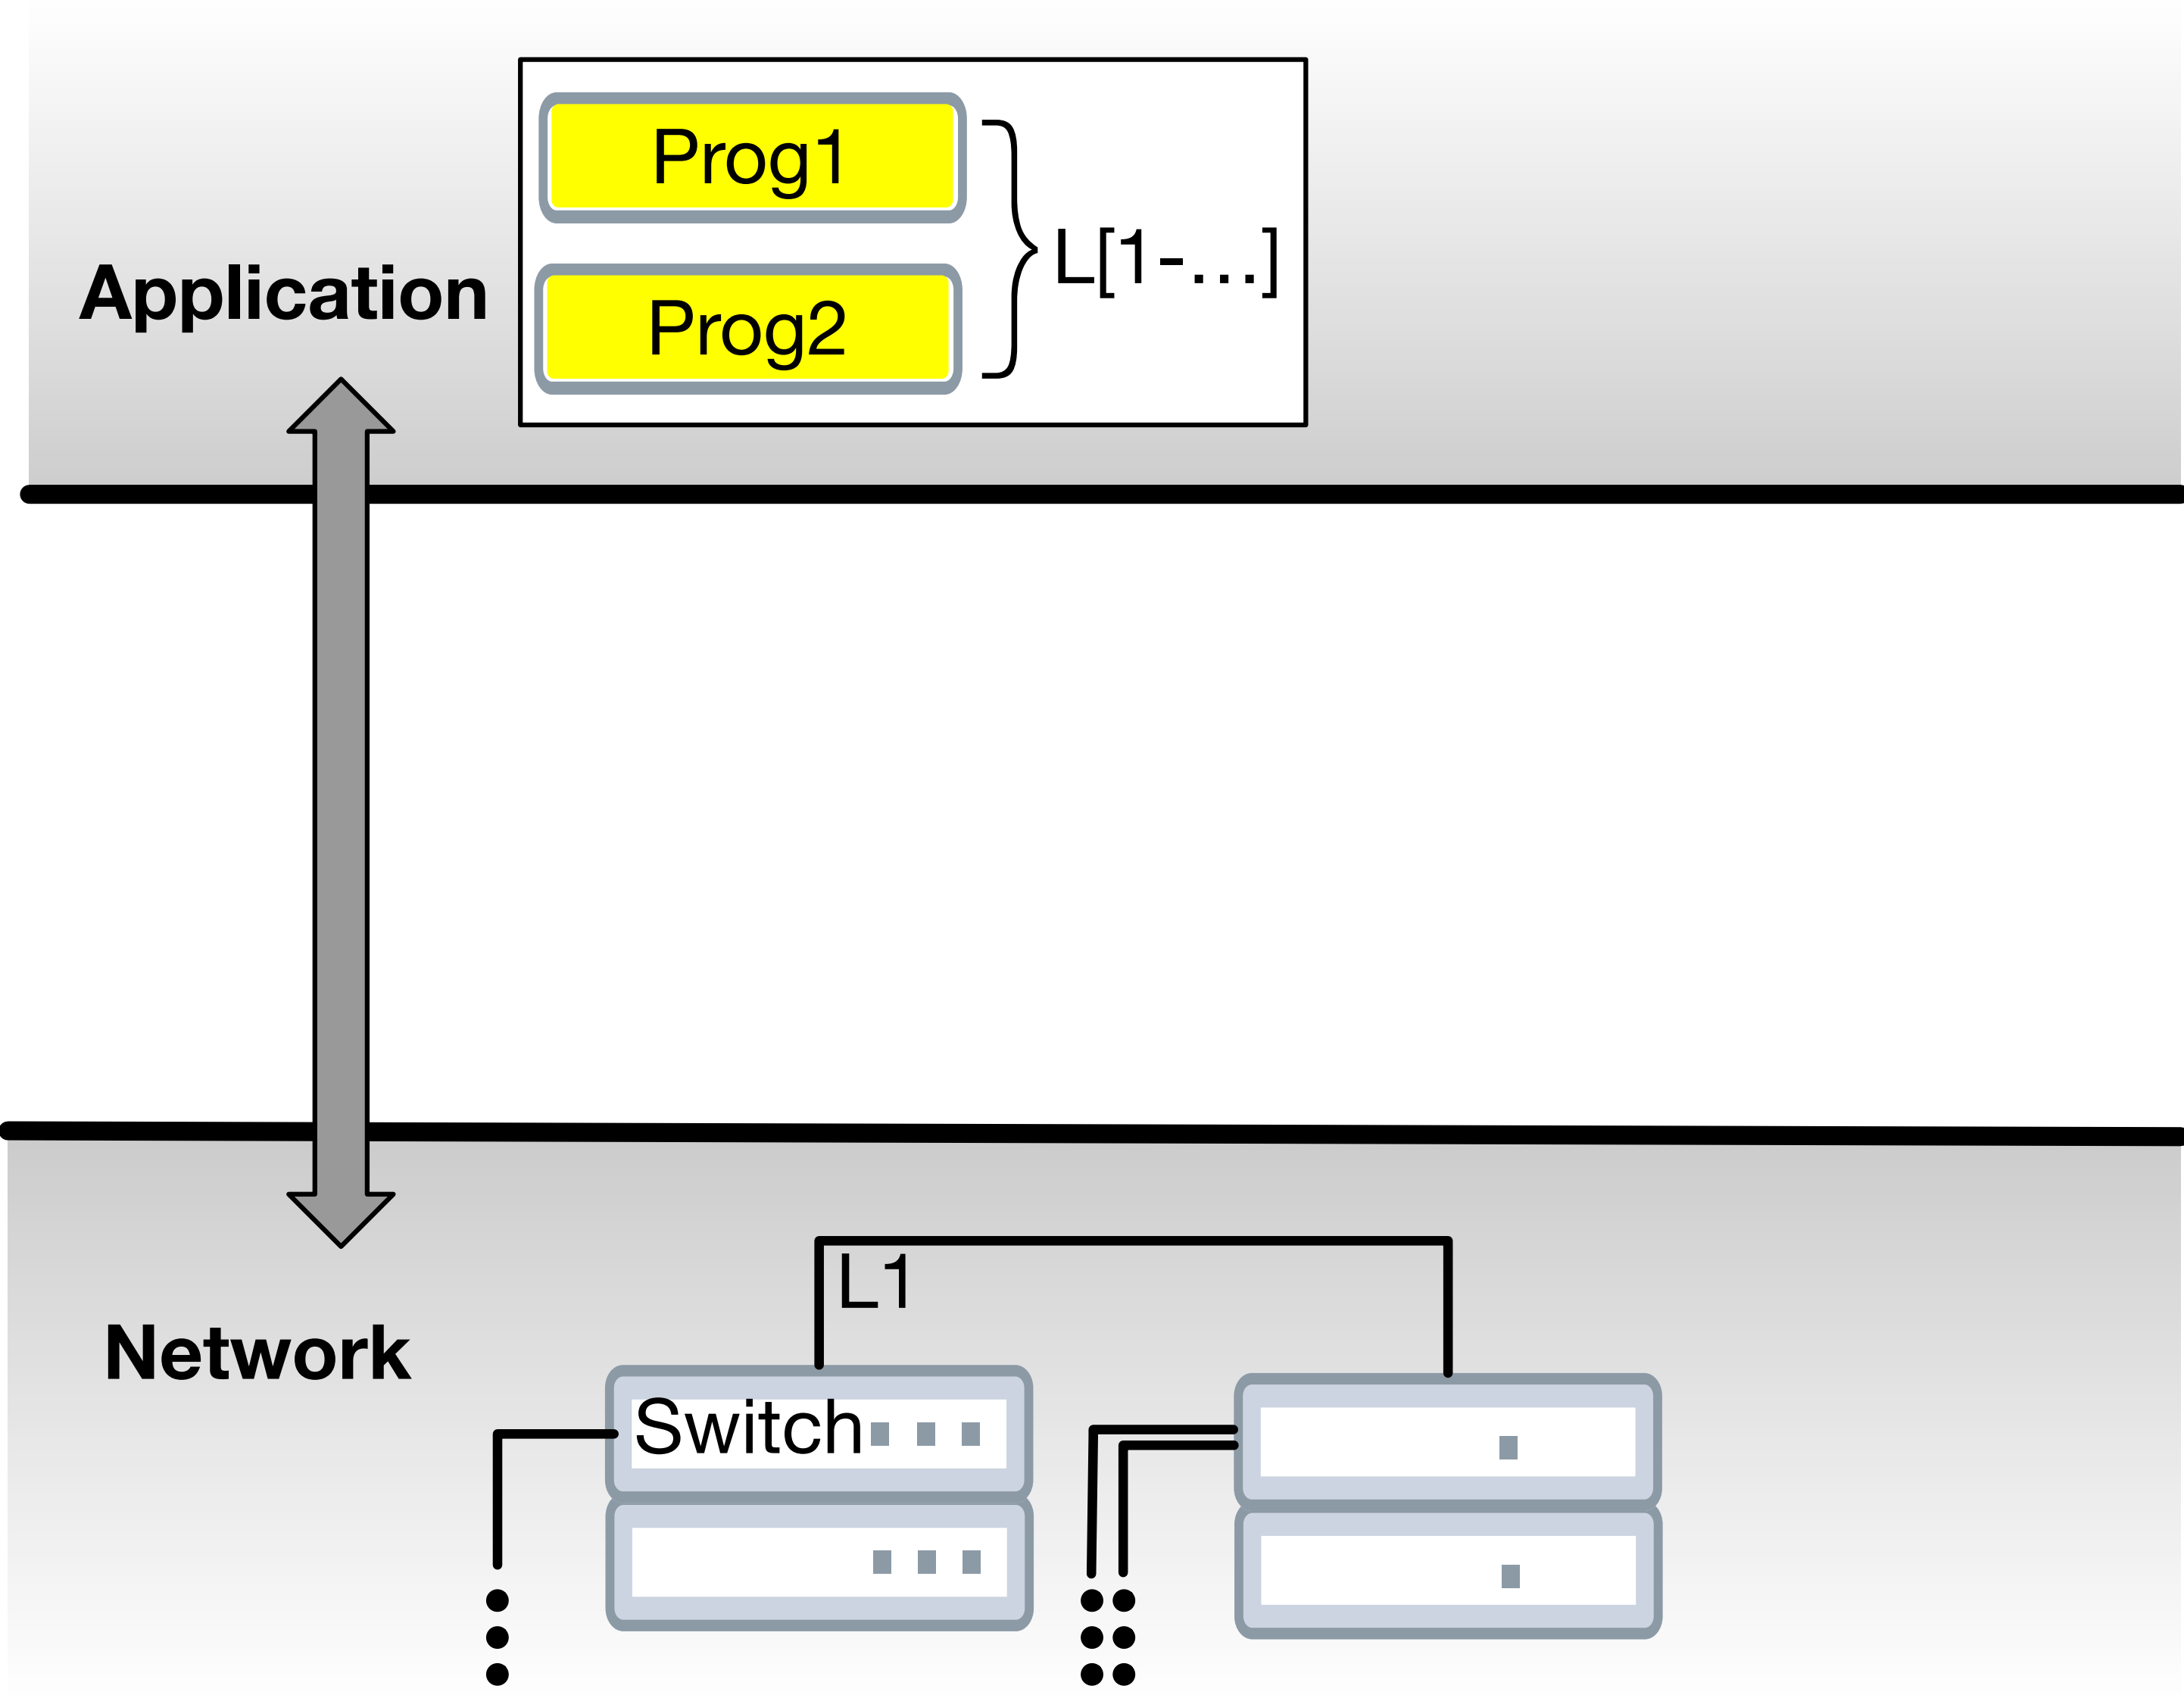 Prog1
L[1-...]
Application
Prog2
L1
Network
Switch